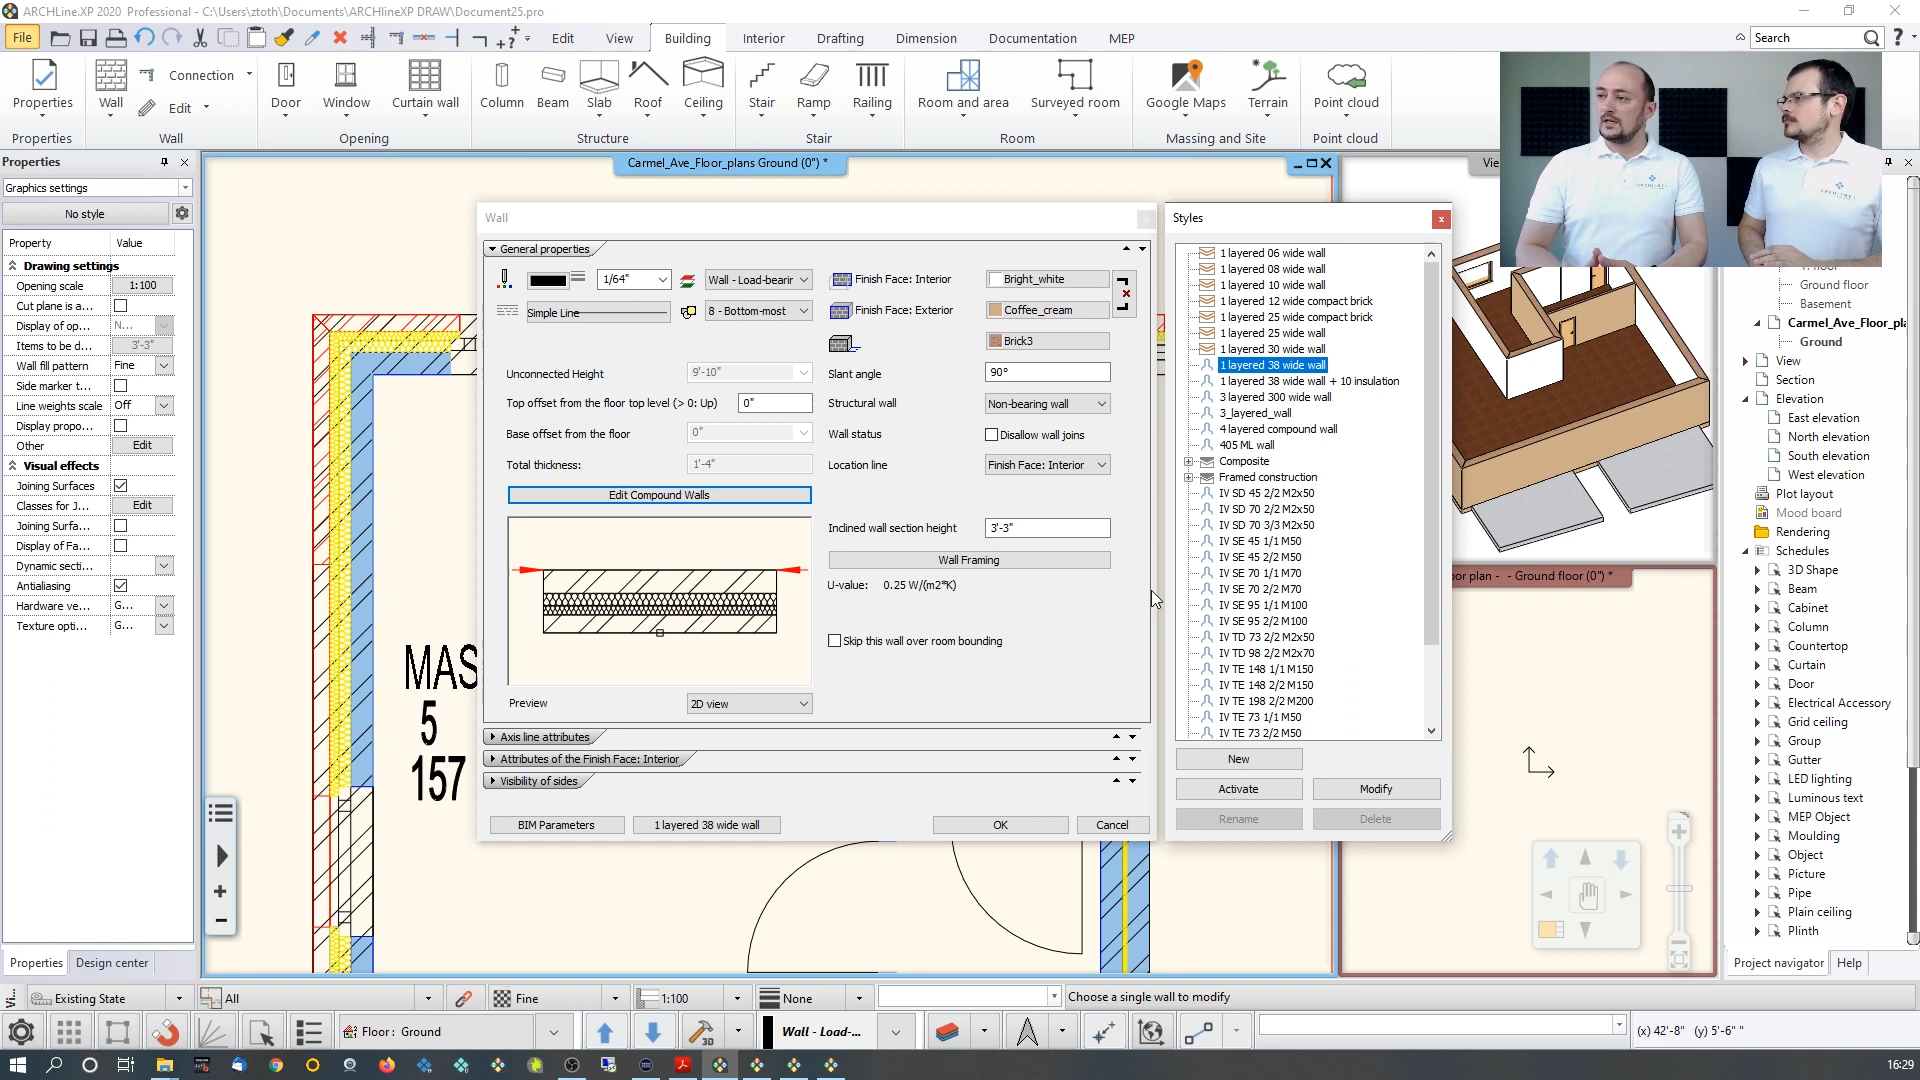 ARCHLine.XP 2020  Professional - C:\Users\ztoth\Documents\ARCHlineXP DRAW\Document25.pro
File
Edit
View
Building
Interior
Drafting
Dimension
Documentation
MEP
Search
Properties
Wall
Connection
Edit
Door
Window
Curtain wall
Column
Beam
Slab
Roof
Ceiling
Stair
Ramp
Railing
Room and area
Surveyed room
Google Maps
Terrain
Point cloud
Properties
Wall
Opening
Structure
Stair
Room
Massing and Site
Point cloud
Properties
Graphics settings
No style
Property Value
Drawing settings
Opening scale 1:100
Cut plane is a...
Display of op... N...
Items to be d... 3'-3"
Wall fill pattern Fine
Side marker t...
Line weights scale Off
Display propo...
Other Edit
Visual effects
Joining Surfaces
Classes for J... Edit
Joining Surfa...
Display of Fa...
Dynamic secti...
Antialiasing
Hardware ve... G...
Texture opti... G...
Properties
Design center
Carmel_Ave_Floor_plans Ground (0") *
MAS
5
157
Wall
General properties
1/64"
Wall - Load-bearir
Simple Line
8 - Bottom-most
Finish Face: Interior Bright_white
Finish Face: Exterior Coffee_cream
Brick3
Unconnected Height 9'-10"
Top offset from the floor top level (> 0: Up) 0"
Base offset from the floor 0"
Total thickness: 1'-4"
Edit Compound Walls
Slant angle 90°
Structural wall Non-bearing wall
Wall status Disallow wall joins
Location line Finish Face: Interior
Inclined wall section height 3'-3"
Wall Framing
U-value: 0.25 W/(m2*K)
Skip this wall over room bounding
Preview 2D view
Axis line attributes
Attributes of the Finish Face: Interior
Visibility of sides
BIM Parameters
1 layered 38 wide wall
OK
Cancel
Styles
x
1 layered 06 wide wall
1 layered 08 wide wall
1 layered 10 wide wall
1 layered 12 wide compact brick
1 layered 25 wide compact brick
1 layered 25 wide wall
1 layered 30 wide wall
1 layered 38 wide wall
1 layered 38 wide wall + 10 insulation
3 layered 300 wide wall
3_layered_wall
4 layered compound wall
405 ML wall
Composite
Framed construction
IV SD 45 2/2 M2x50
IV SD 70 2/2 M2x50
IV SD 70 3/3 M2x50
IV SE 45 1/1 M50
IV SE 45 2/2 M50
IV SE 70 1/1 M70
IV SE 70 2/2 M70
IV SE 95 1/1 M100
IV SE 95 2/2 M100
IV TD 73 2/2 M2x50
IV TD 98 2/2 M2x70
IV TE 148 1/1 M150
IV TE 148 2/2 M150
IV TE 198 2/2 M200
IV TE 73 1/1 M50
IV TE 73 2/2 M50
New
Activate
Modify
Rename
Delete
Vie
oor plan - - Ground floor (0") *
Ground floor
Basement
Carmel_Ave_Floor_pla
Ground
View
Section
Elevation
East elevation
North elevation
South elevation
West elevation
Plot layout
Mood board
Rendering
Schedules
3D Shape
Beam
Cabinet
Column
Countertop
Curtain
Door
Electrical Accessory
Grid ceiling
Group
Gutter
LED lighting
Luminous text
MEP Object
Moulding
Object
Picture
Pipe
Plain ceiling
Plinth
Project navigator
Help
Existing State
All
Fine
1:100
None
Choose a single wall to modify
Floor : Ground
3D
Wall - Load-...
(x) 42'-8"  (y) 5'-6" "
16:29